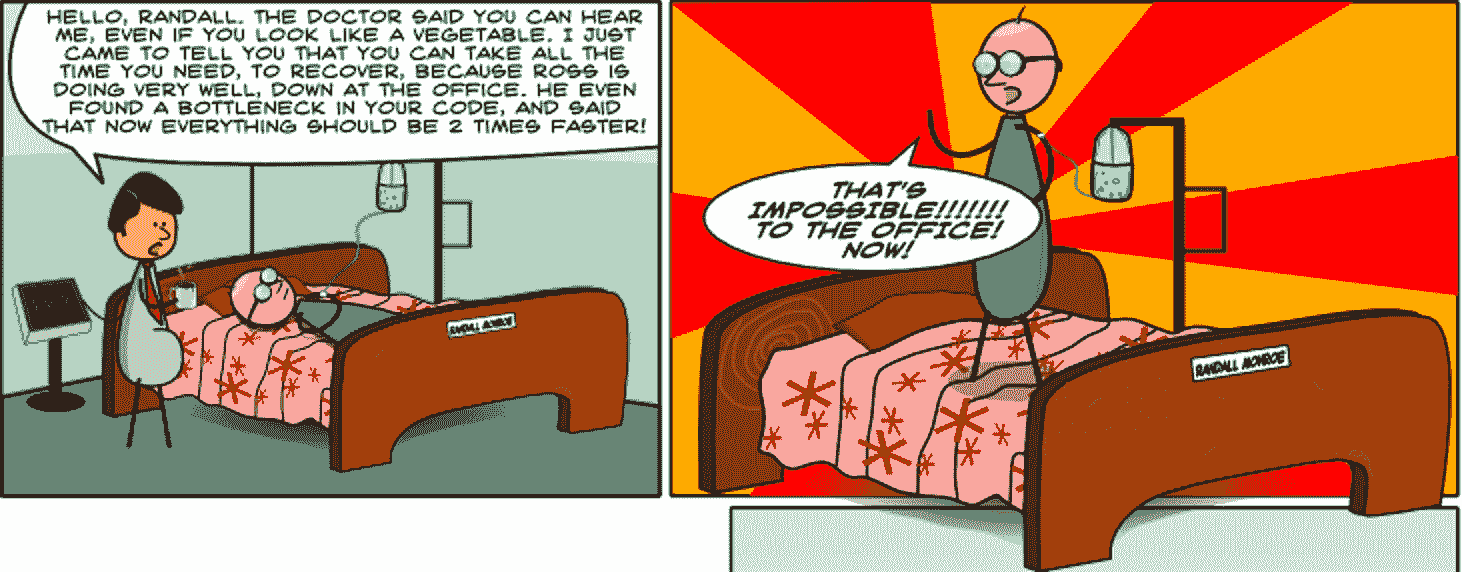 HELLO, RANDALL. THE DOCTOR SAID YOU CAN HEAR
ME, EVEN IF YOU LOOK LIKE A VEGETABLE. I JUST
CAME TO TELL YOU THAT YOU CAN TAKE ALL THE
TIME YOU NEED, TO RECOVER, BECAUSE ROSS IS
DOING VERY WELL, DOWN AT THE OFFICE. HE EVEN
FOUND A BOTTLENECK IN YOUR CODE, AND SAID
THAT NOW EVERYTHING SHOULD BE 2 TIMES FASTER!
RANDALL MONROE
THAT'S
IMPOSSIBLE!!!!!!!
TO THE OFFICE!
NOW!
RANDALL MONROE